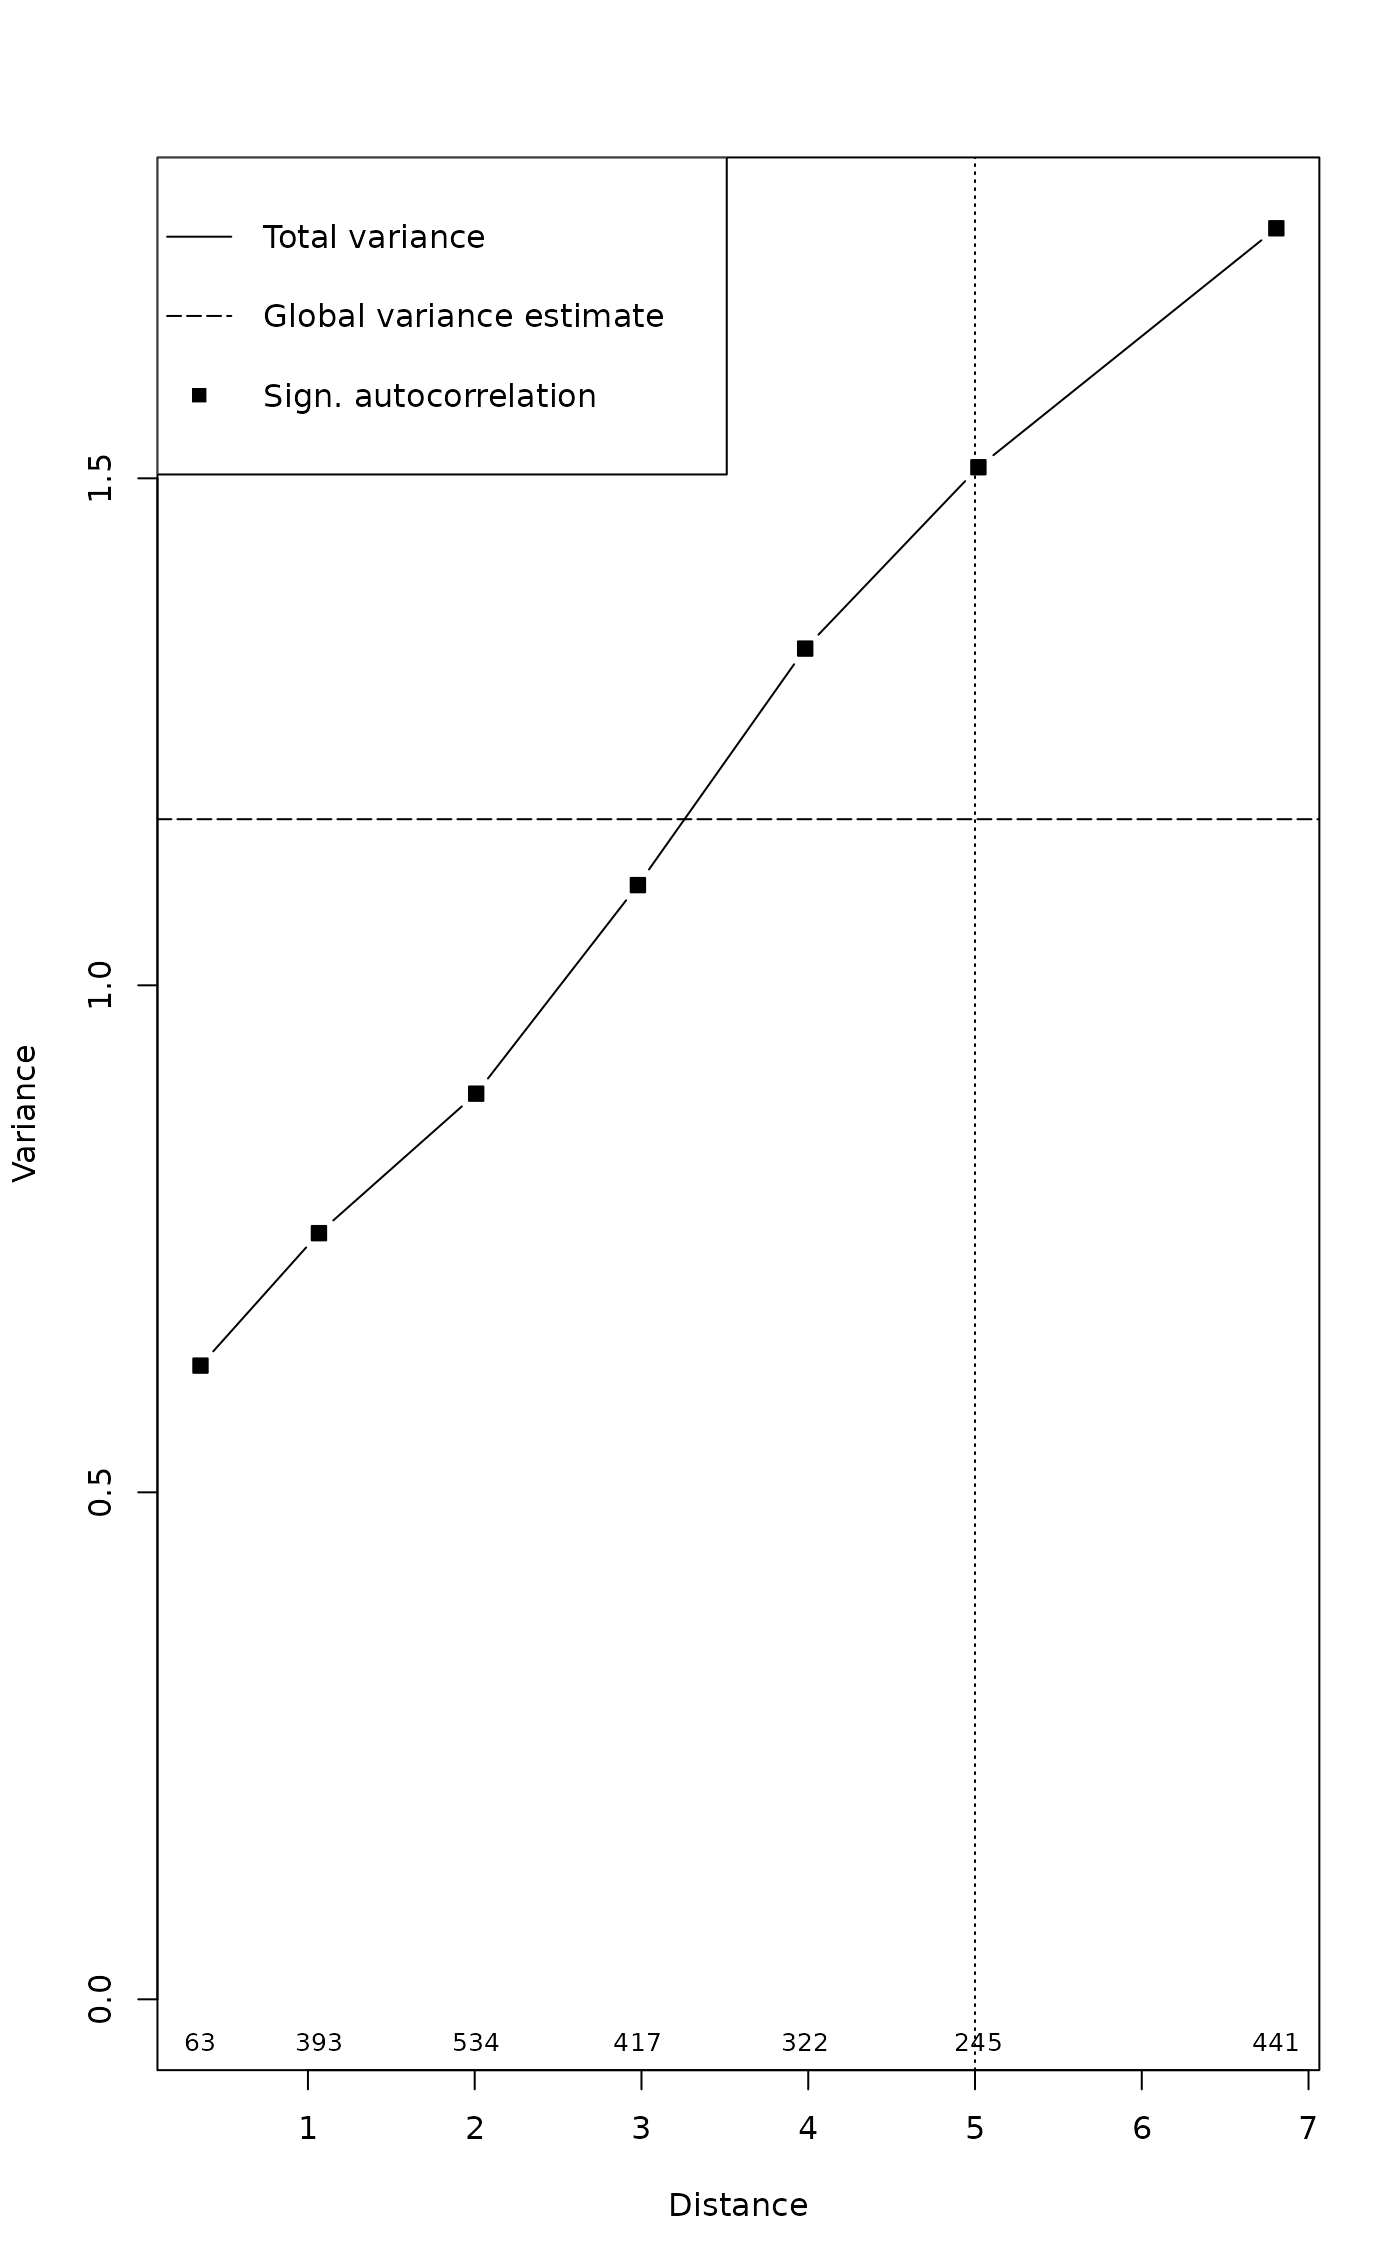 Total variance
Global variance estimate
Sign. autocorrelation
1.5
1.0
0.5
0.0
Variance
63 393 534 417 322 245 441
1 2 3 4 5 6 7
Distance